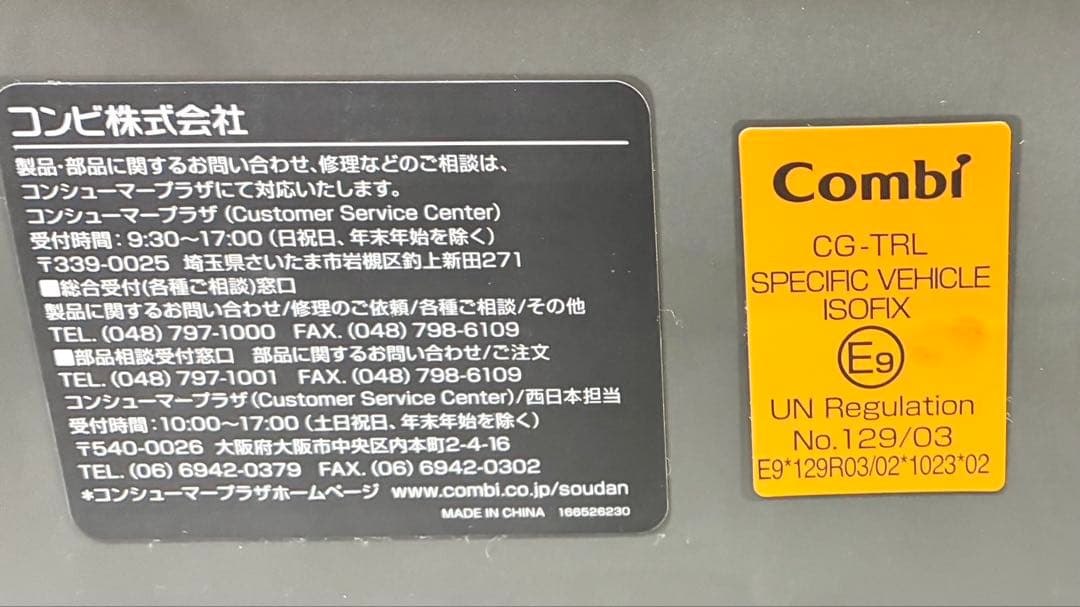 コンビ株式会社
製品・部品に関するお問い合わせ、修理などのご相談は、
コンシューマープラザにて対応いたします。
コンシューマープラザ(Customer Service Center)
受付時間:9:30～17:00(日祝日、年末年始を除く)
〒339-0025 埼玉県さいたま市岩槻区釣上新田271
■総合受付(各種ご相談)窓口
製品に関するお問い合わせ/修理のご依頼/各種ご相談/その他
TEL.(048)797-1000 FAX.(048)798-6109
■部品相談受付窓口 部品に関するお問い合わせ/ご注文
TEL.(048)797-1001 FAX.(048)798-6109
コンシューマープラザ(Customer Service Center)/西日本担当
受付時間:10:00～17:00(土日祝日、年末年始を除く)
〒540-0026 大阪府大阪市中央区内本町2-4-16
TEL.(06)6942-0379 FAX.(06)6942-0302
*コンシューマープラザホームページ www.combi.co.jp/soudan
MADE IN CHINA 166526230
Combi
CG-TRL
SPECIFIC VEHICLE
ISOFIX
E9
UN Regulation
No.129/03
E9*129R03/02*1023*02